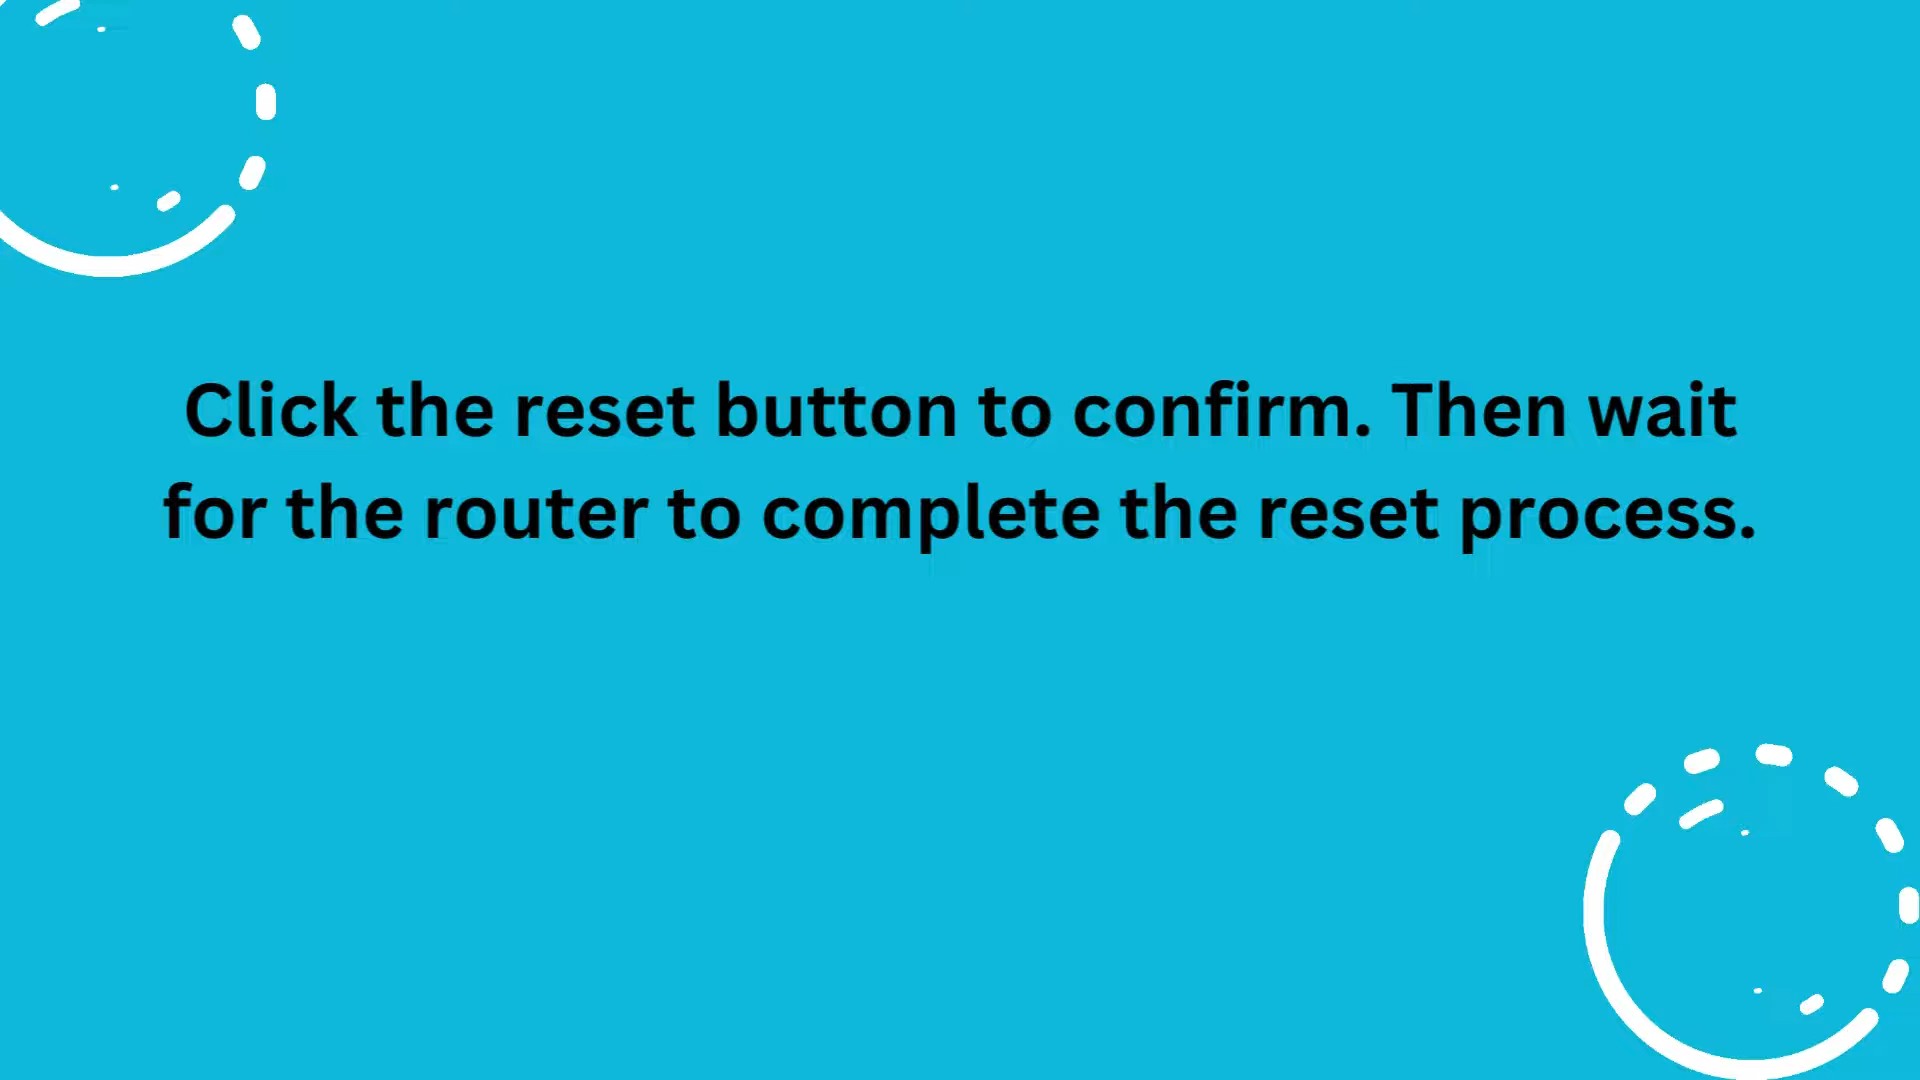 Click the reset button to confirm. Then wait
for the router to complete the reset process.